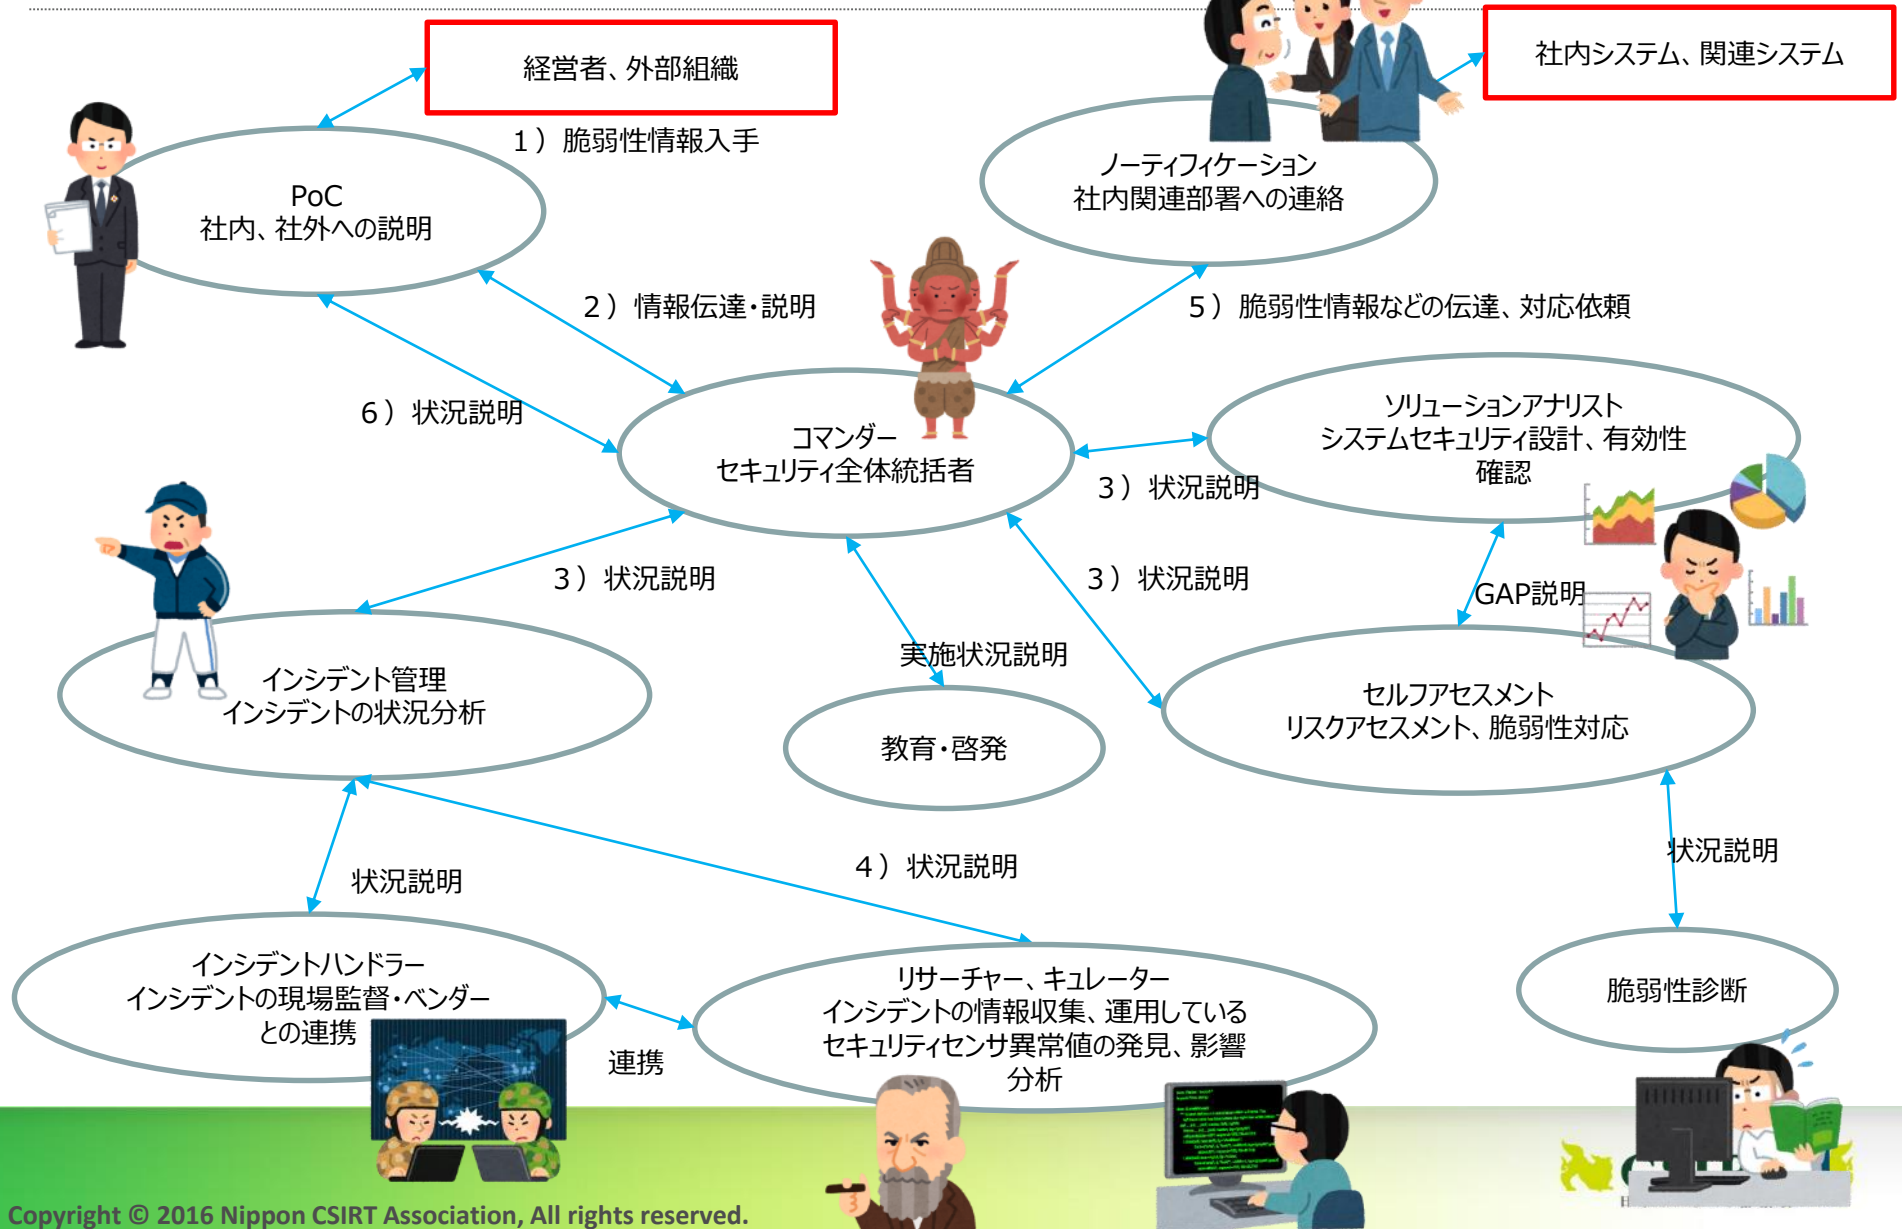 経営者、外部組織
社内システム、関連システム
1）脆弱性情報入手
PoC
社内、社外への説明
ノーティフィケーション
社内関連部署への連絡
2）情報伝達・説明
5）脆弱性情報などの伝達、対応依頼
6）状況説明
コマンダー
セキュリティ全体統括者
ソリューションアナリスト
システムセキュリティ設計、有効性
確認
3）状況説明
3）状況説明
3）状況説明
GAP説明
実施状況説明
インシデント管理
インシデントの状況分析
教育・啓発
セルフアセスメント
リスクアセスメント、脆弱性対応
状況説明
4）状況説明
状況説明
インシデントハンドラー
インシデントの現場監督・ベンダー
との連携
連携
リサーチャー、キュレーター
インシデントの情報収集、運用している
セキュリティセンサ異常値の発見、影響
分析
脆弱性診断
Copyright © 2016 Nippon CSIRT Association, All rights reserved.